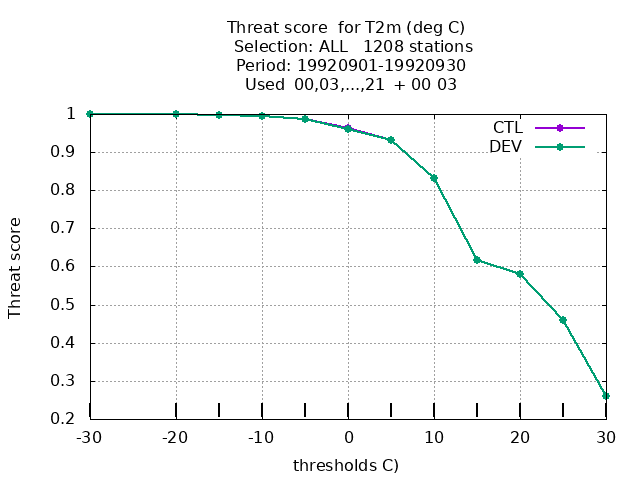 Threat score  for T2m (deg C)
Selection: ALL   1208 stations
Period: 19920901-19920930
Used  00,03,...,21  + 00 03
CTL
DEV
1
0.9
0.8
0.7
0.6
0.5
0.4
0.3
0.2
Threat score
-30
-20
-10
0
10
20
30
thresholds C)